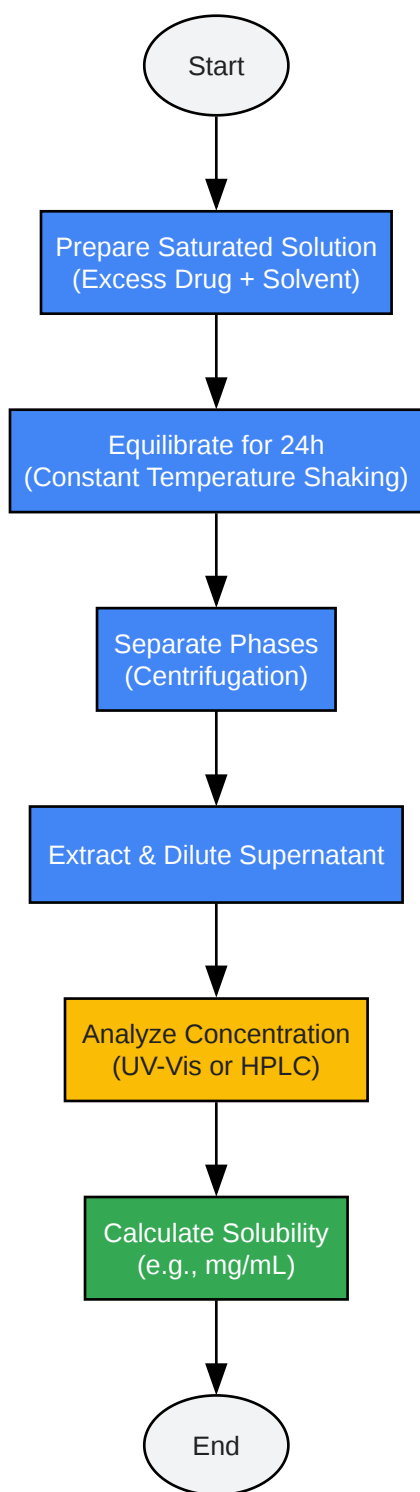 Start
Prepare Saturated Solution
(Excess Drug + Solvent)
Equilibrate for 24h
(Constant Temperature Shaking)
Separate Phases
(Centrifugation)
Extract & Dilute Supernatant
Analyze Concentration
(UV-Vis or HPLC)
Calculate Solubility
(e.g., mg/mL)
End